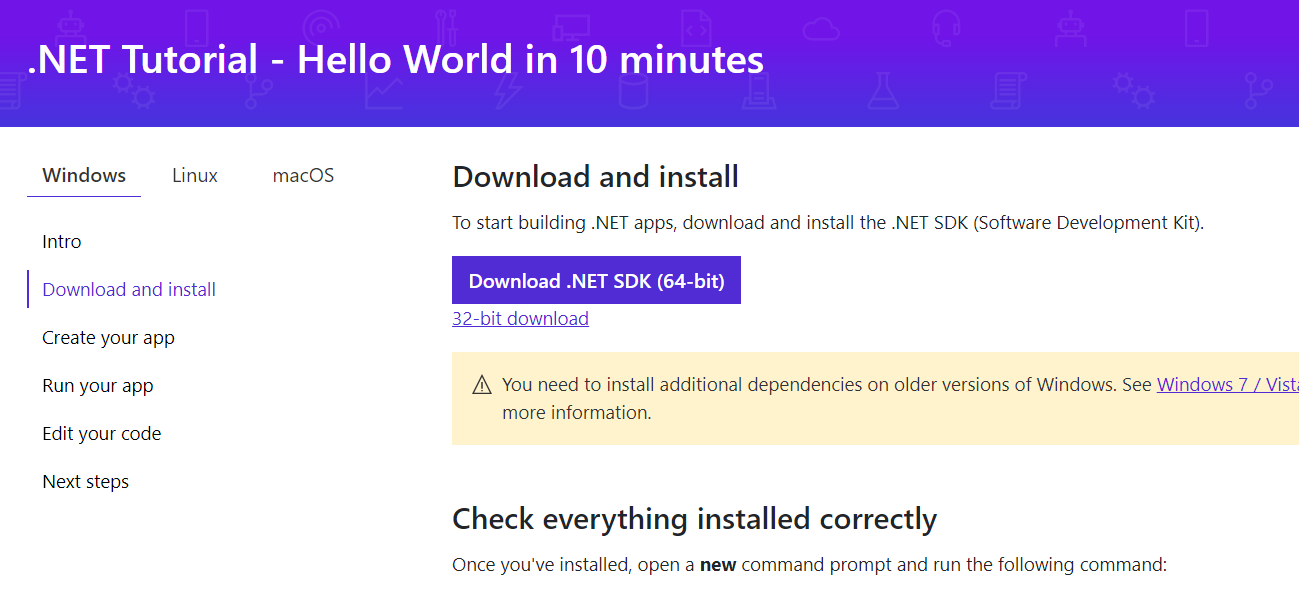 .NET Tutorial - Hello World in 10 minutes
Windows Linux macOS
Intro
Download and install
Create your app
Run your app
Edit your code
Next steps
Download and install
To start building .NET apps, download and install the .NET SDK (Software Development Kit).
Download .NET SDK (64-bit)
32-bit download
You need to install additional dependencies on older versions of Windows. See Windows 7 / Vista
more information.
Check everything installed correctly
Once you've installed, open a new command prompt and run the following command: